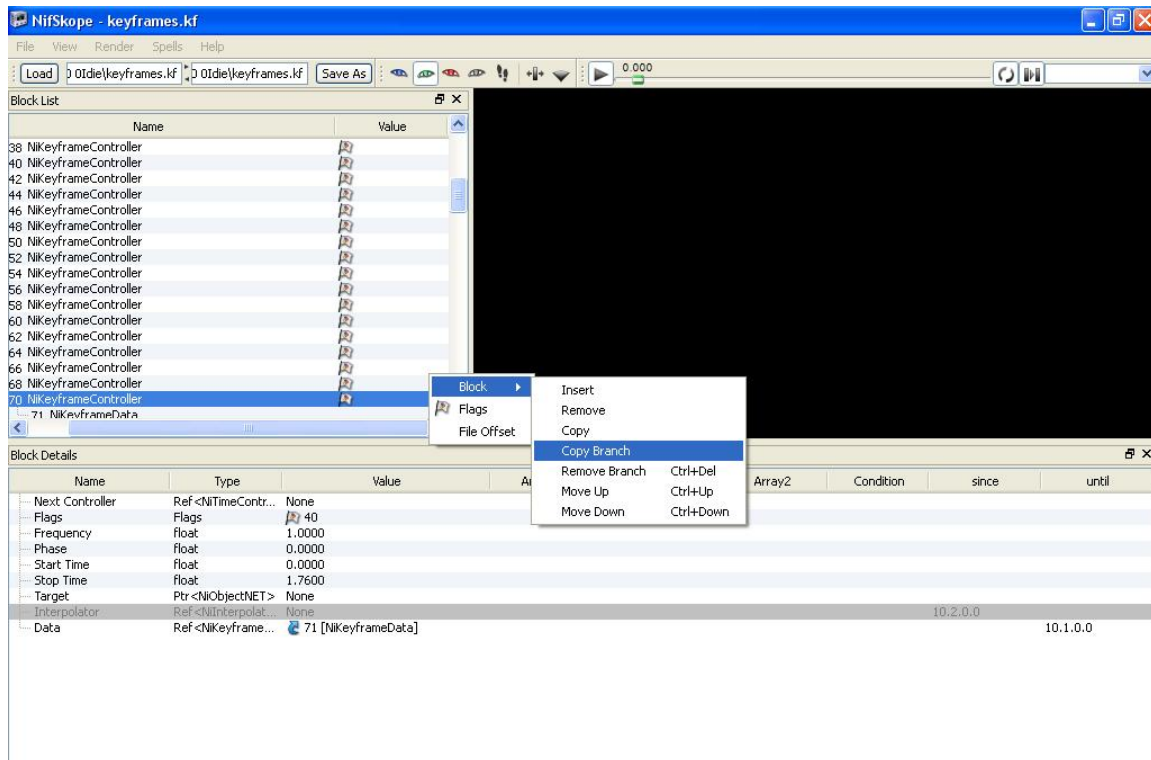 NifSkope - keyframes.kf
File View Render Spells Help
Load 0Idie\keyframes.kf 0Idie\keyframes.kf Save As 0.000
Block List
Name Value
38 NiKeyframeController
40 NiKeyframeController
42 NiKeyframeController
44 NiKeyframeController
46 NiKeyframeController
48 NiKeyframeController
50 NiKeyframeController
52 NiKeyframeController
54 NiKeyframeController
56 NiKeyframeController
58 NiKeyframeController
60 NiKeyframeController
62 NiKeyframeController
64 NiKeyframeController
66 NiKeyframeController
68 NiKeyframeController
70 NiKeyframeController
71 NiKeyframeData
Block
Flags
File Offset
Insert
Remove
Copy
Copy Branch
Remove Branch Ctrl+Del
Move Up Ctrl+Up
Move Down Ctrl+Down
Block Details
Name Type Value Array2 Condition since until
Next Controller Ref<NiTimeContr... None
Flags Flags 40
Frequency float 1.0000
Phase float 0.0000
Start Time float 0.0000
Stop Time float 1.7600
Target Ptr<NiObjectNET> None
Interpolator Ref<NiInterpolat... None 10.2.0.0
Data Ref<NiKeyframe... 71 [NiKeyframeData] 10.1.0.0